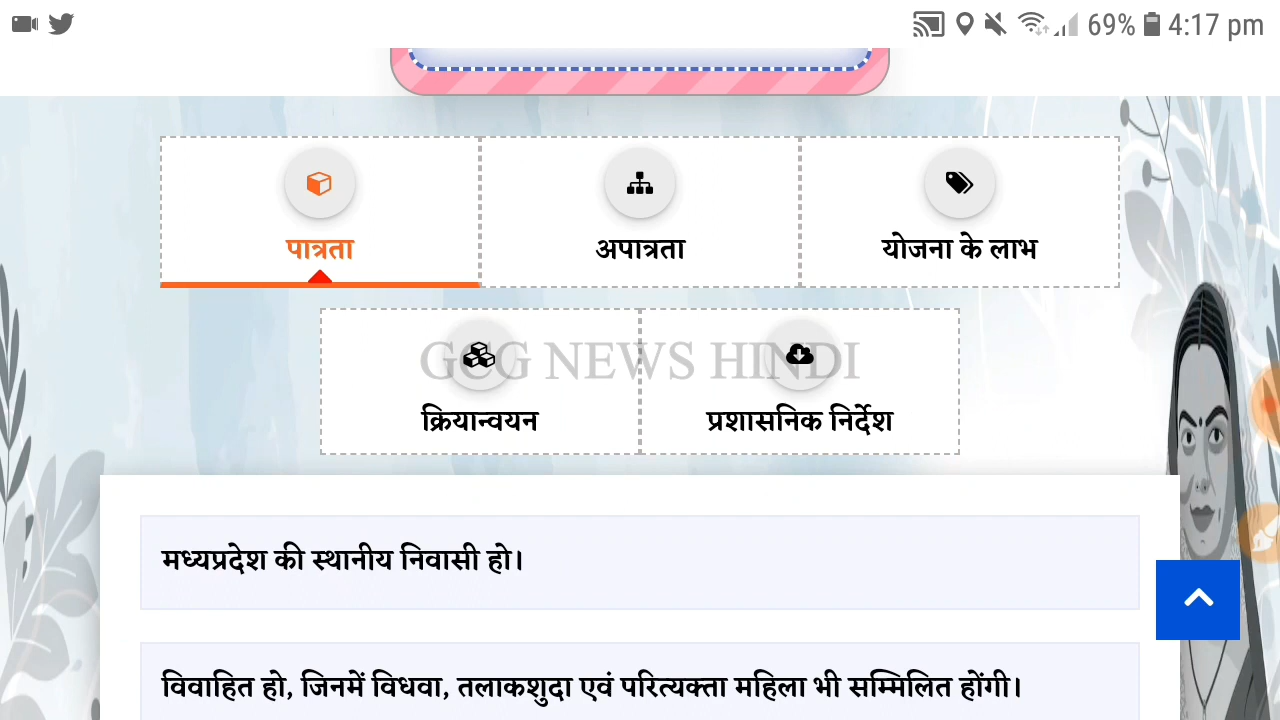 69% 4:17 pm
पात्रता
अपात्रता
योजना के लाभ
GCG NEWS HINDI
क्रियान्वयन
प्रशासनिक निर्देश
मध्यप्रदेश की स्थानीय निवासी हो।
विवाहित हो, जिनमें विधवा, तलाकशुदा एवं परित्यक्ता महिला भी सम्मिलित होंगी।